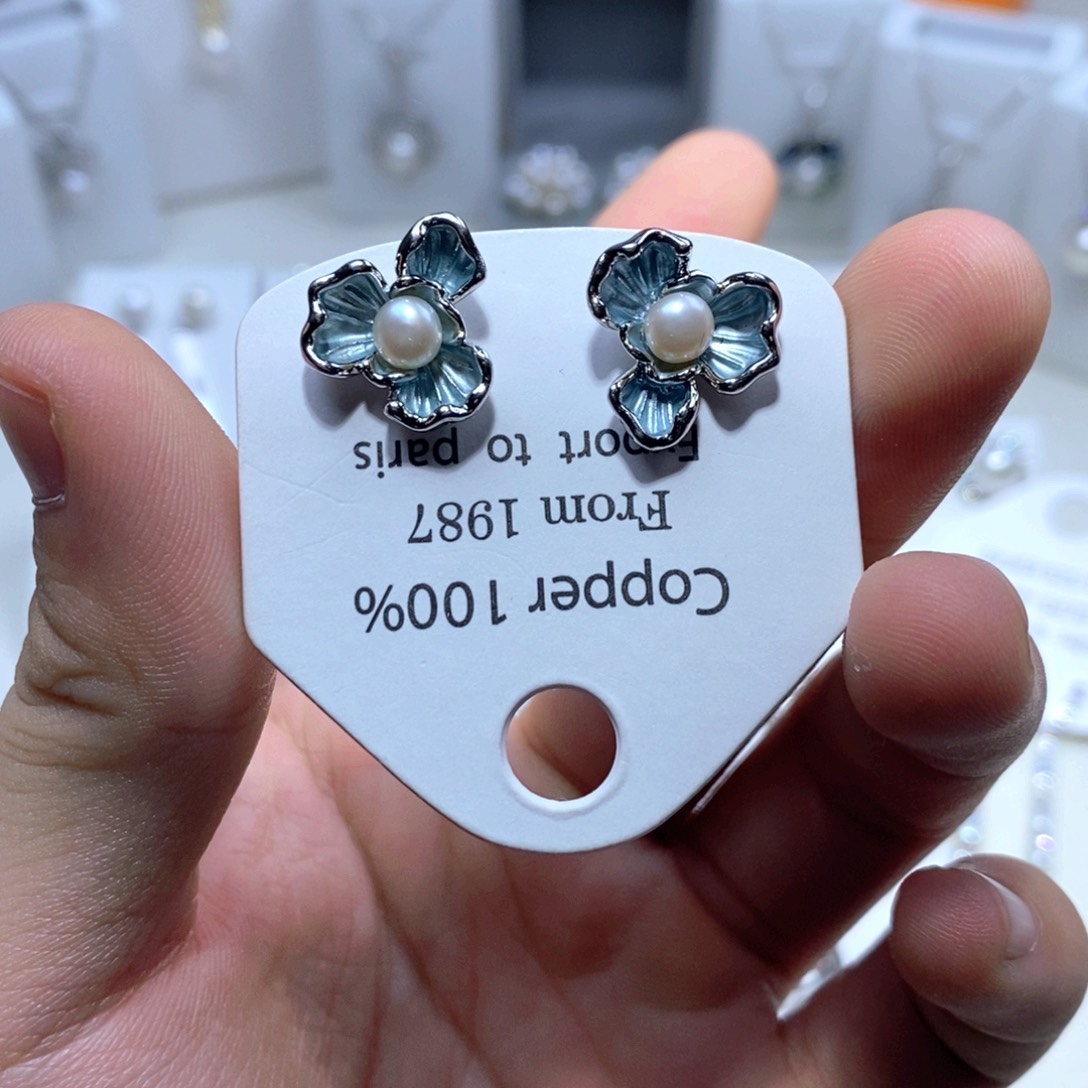 Copper 100%
From 1987
Export to paris